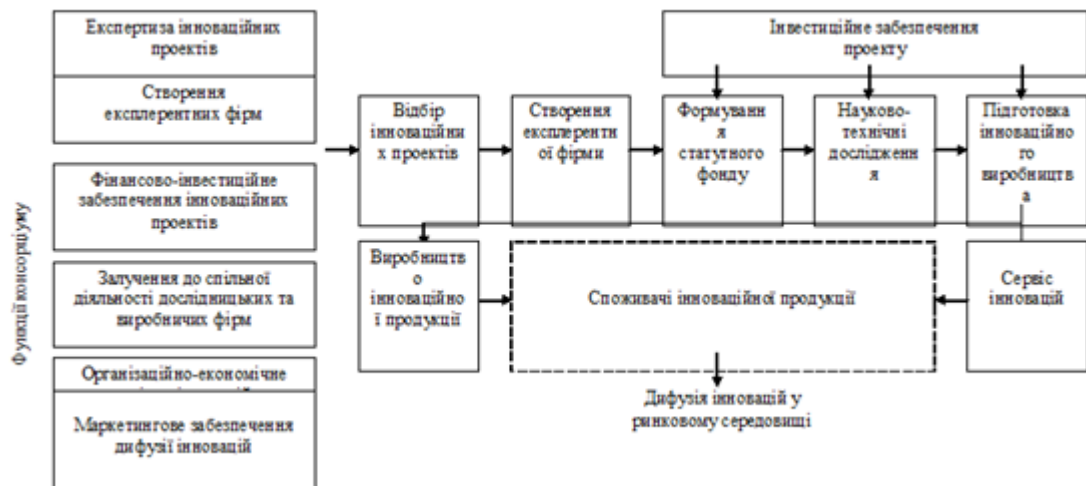 Експертиза інноваційних
проектів
Створення
експлерентних фірм
Фінансово-інвестиційне
забезпечення інноваційних
проектів
Залучення до спільної
діяльності дослідницьких та
виробничих фірм
Організаційно-економічне
Маркетингове забезпечення
дифузії інновацій
Функції консорціуму
Інвестиційне забезпечення
проекту
Відбір
інноваційни
х проектів
Створення
експлерентн
ої фірми
Формуванн
я
статутного
фонду
Науково-
технічні
дослідженн
я
Підготовка
інноваційно
го
виробництв
а
Виробництв
о
інноваційно
ї продукції
Споживачі інноваційної продукції
Сервіс
інновацій
Дифузія інновацій у
ринковому середовищі